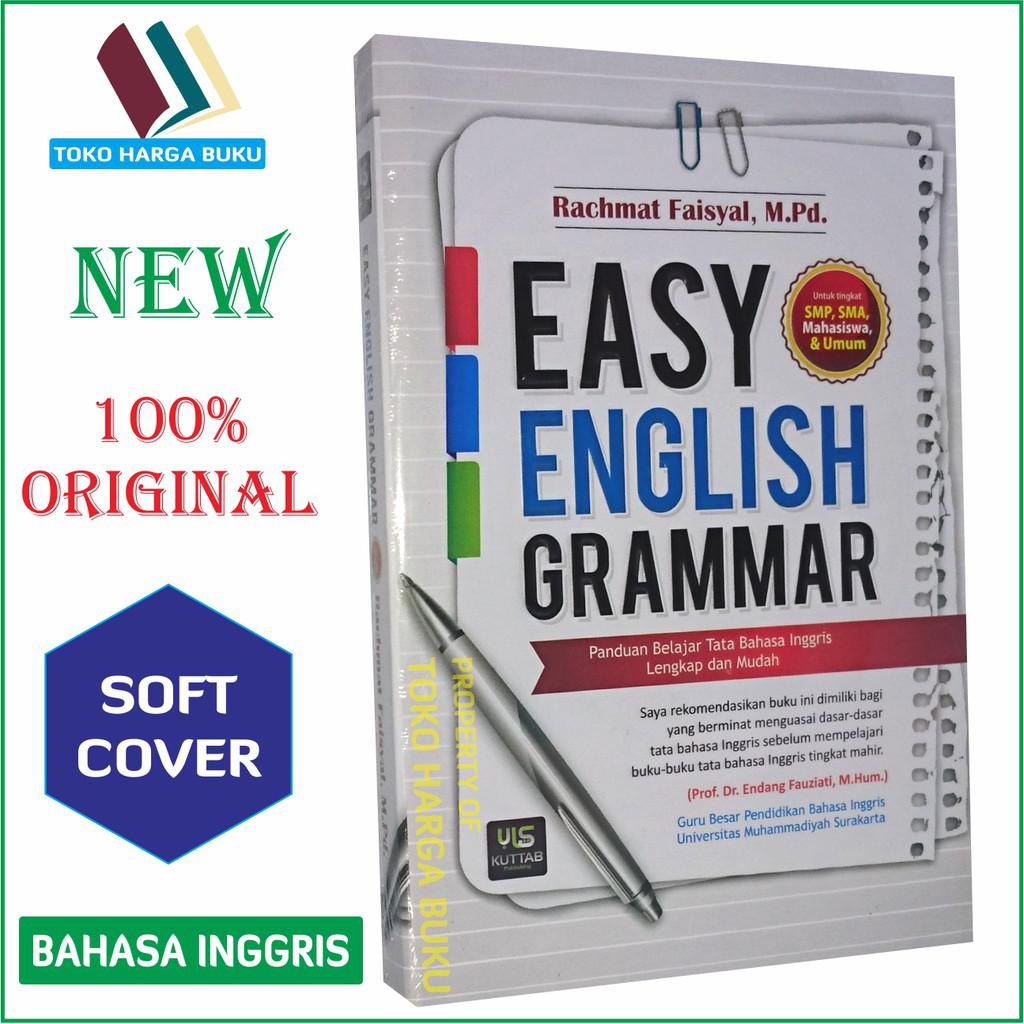 TOKO HARGA BUKU
NEW
100%
ORIGINAL
SOFT
COVER
BAHASA INGGRIS
EASY ENGLISH GRAMMAR
Rachmat Faisyal, M.Pd.
Rachmat Faisyal, M.Pd.
EASY
ENGLISH
GRAMMAR
Untuk tingkat
SMP, SMA,
Mahasiswa,
& Umum
Panduan Belajar Tata Bahasa Inggris
Lengkap dan Mudah
Saya rekomendasikan buku ini dimiliki bagi
yang berminat menguasai dasar-dasar
tata bahasa Inggris sebelum mempelajari
buku-buku tata bahasa Inggris tingkat mahir.
(Prof. Dr. Endang Fauziati, M.Hum.)
Guru Besar Pendidikan Bahasa Inggris
Universitas Muhammadiyah Surakarta
KUTTAB
Publishing
PROPERTY OF
TOKO HARGA BUKU